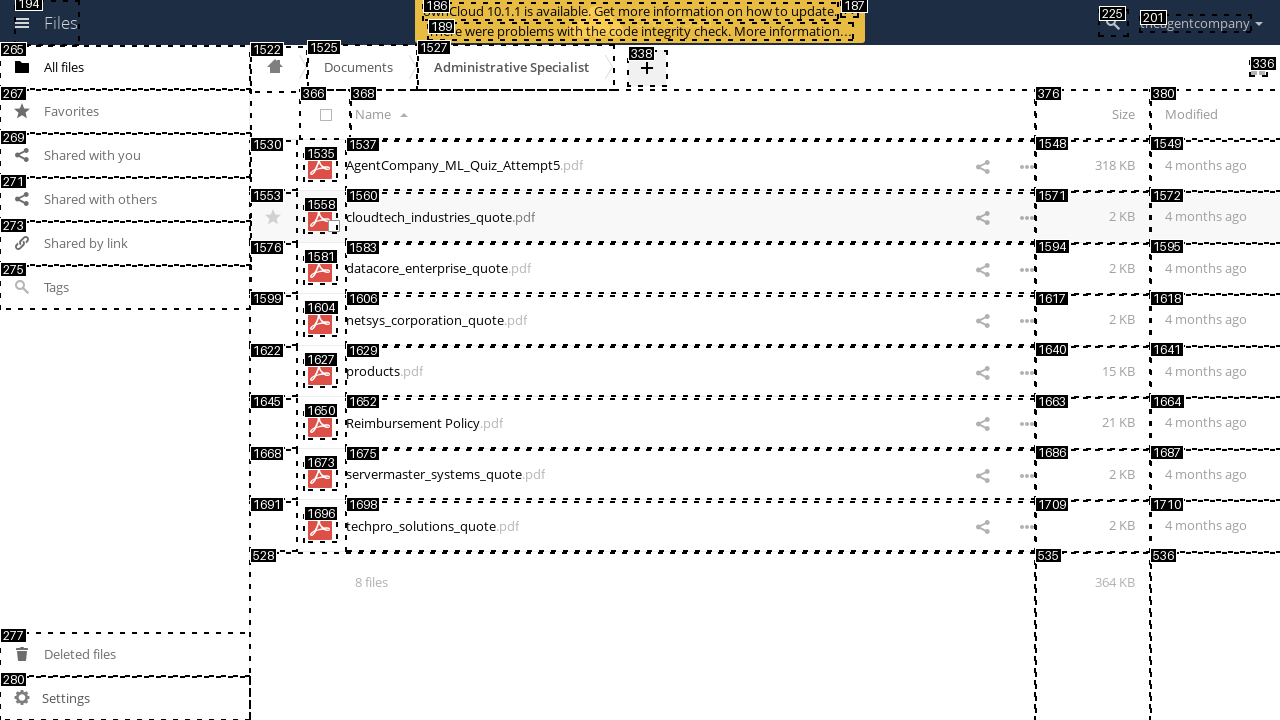 194
Files
186
ownCloud 10.1.1 is available. Get more information on how to update.
187
189
were problems with the code integrity check. More information…
225
201
theagentcompany
265
All files
267
Favorites
269
Shared with you
271
Shared with others
273
Shared by link
275
Tags
277
Deleted files
280
Settings
1522
1525
Documents
1527
Administrative Specialist
338
+
336
366
368
Name
376
Size
380
Modified
1530
1535
1537
AgentCompany_ML_Quiz_Attempt5.pdf
1548
318 KB
1549
4 months ago
1553
1558
1560
cloudtech_industries_quote.pdf
1571
2 KB
1572
4 months ago
1576
1581
1583
datacore_enterprise_quote.pdf
1594
2 KB
1595
4 months ago
1599
1604
1606
netsys_corporation_quote.pdf
1617
2 KB
1618
4 months ago
1622
1627
1629
products.pdf
1640
15 KB
1641
4 months ago
1645
1650
1652
Reimbursement Policy.pdf
1663
21 KB
1664
4 months ago
1668
1673
1675
servermaster_systems_quote.pdf
1686
2 KB
1687
4 months ago
1691
1696
1698
techpro_solutions_quote.pdf
1709
2 KB
1710
4 months ago
528
8 files
535
364 KB
536